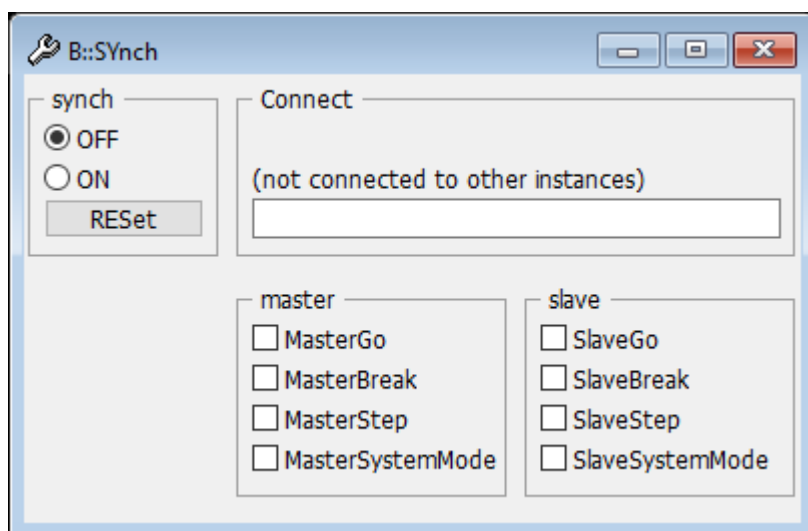 B::SYnch
synch
OFF
ON
RESet
Connect
(not connected to other instances)
master
MasterGo
MasterBreak
MasterStep
MasterSystemMode
slave
SlaveGo
SlaveBreak
SlaveStep
SlaveSystemMode